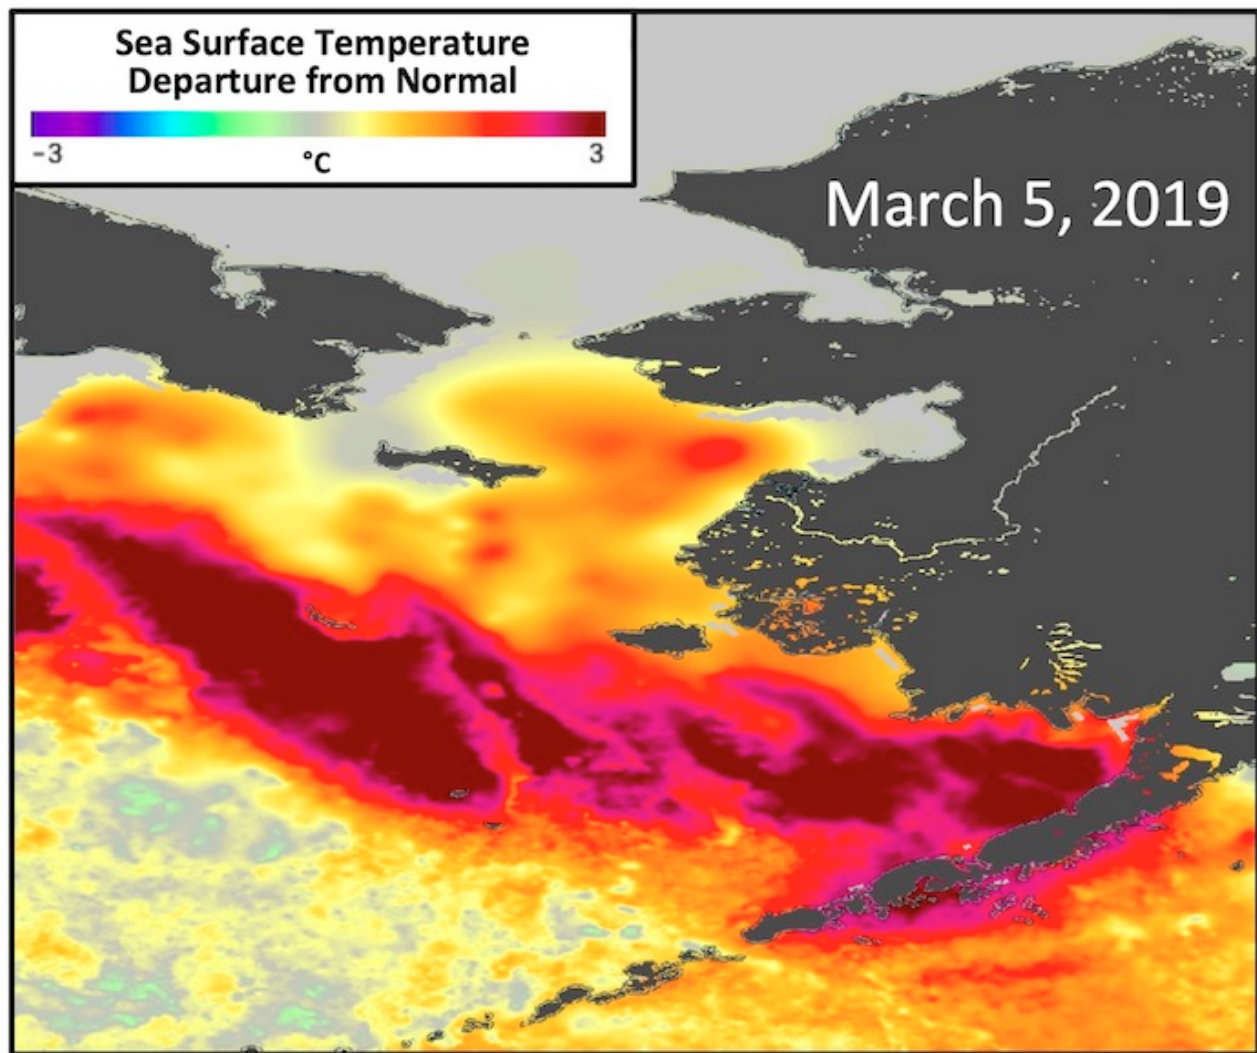 Sea Surface Temperature
Departure from Normal
−3 °C 3
March 5, 2019